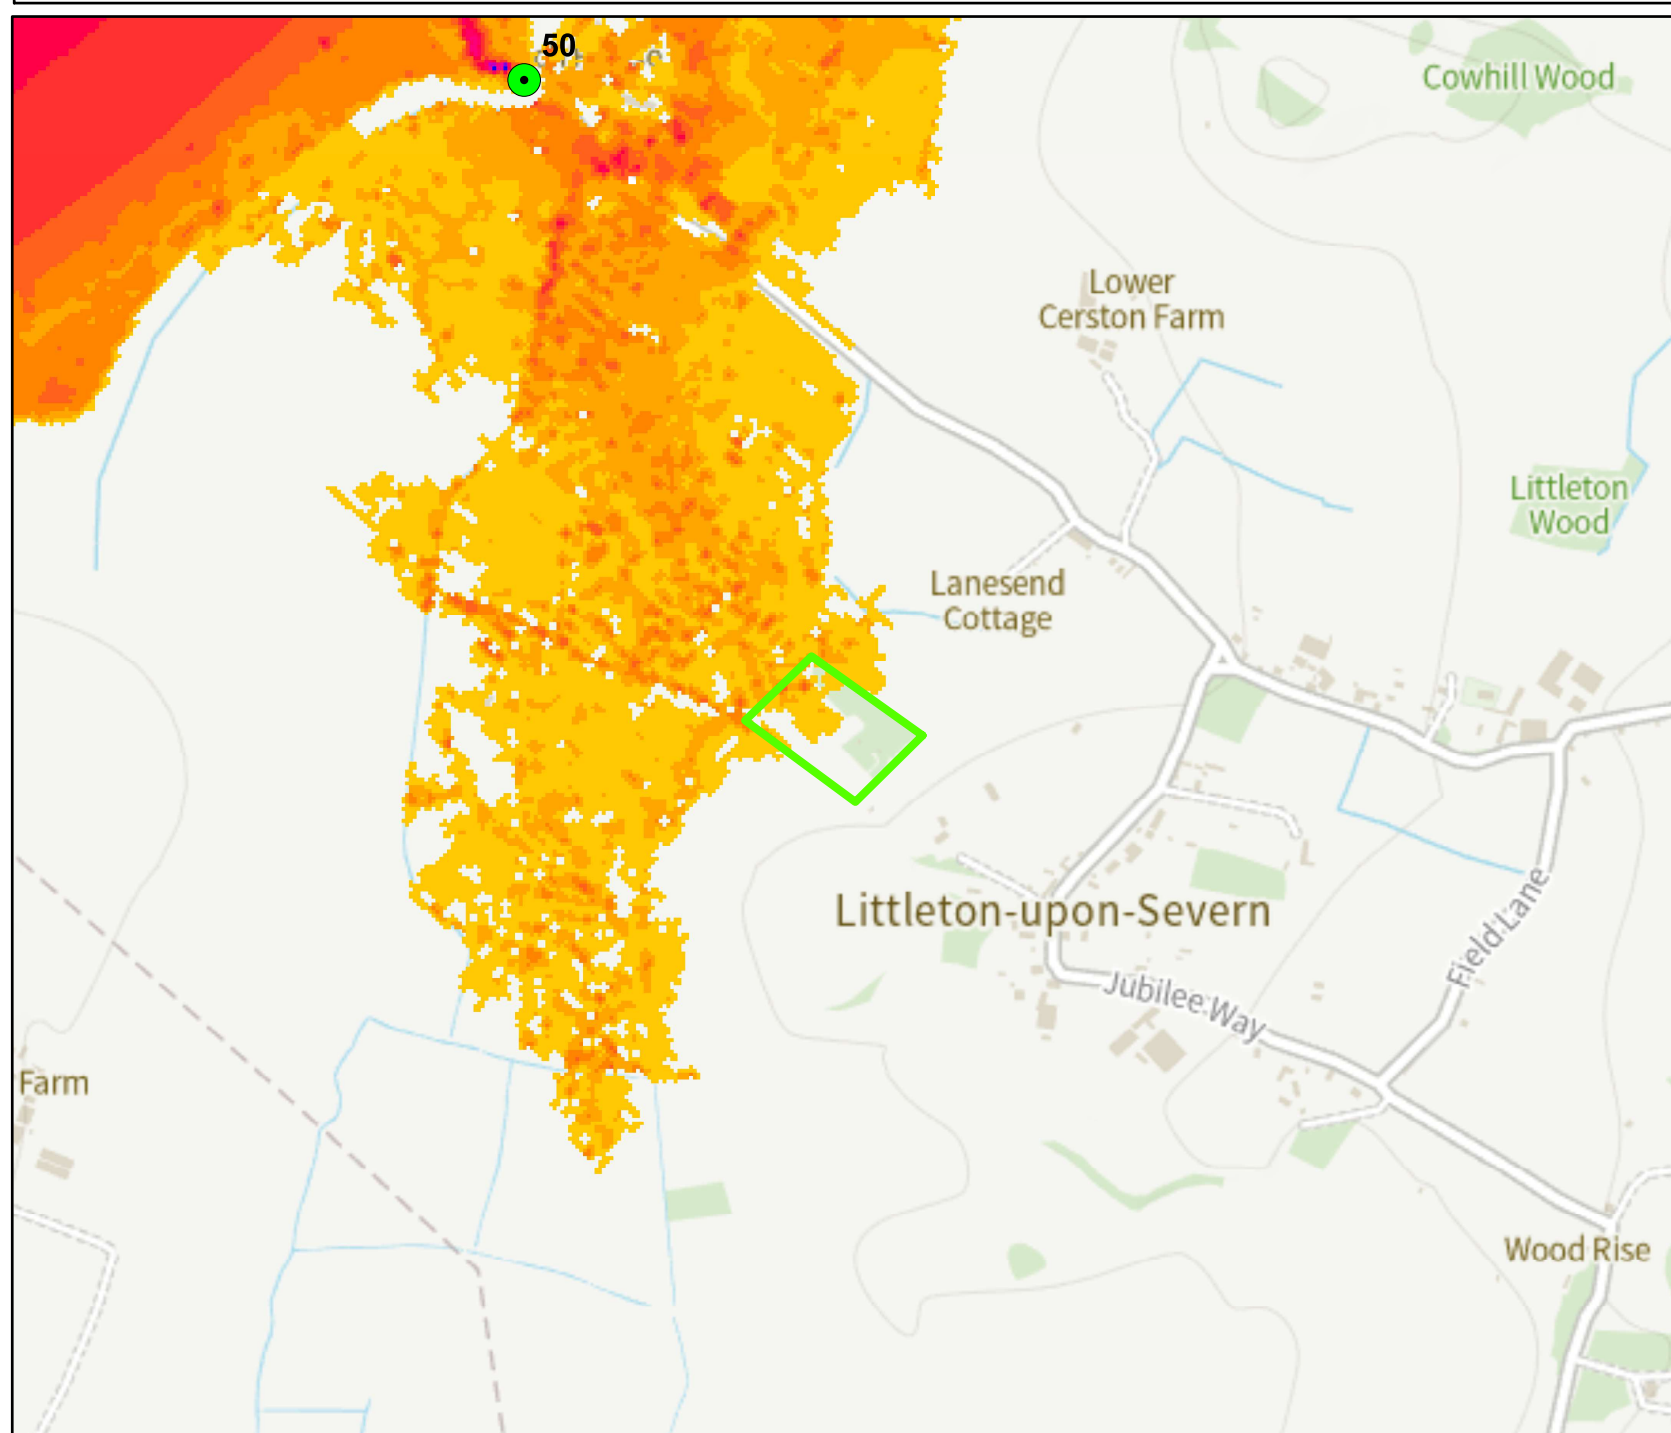 50
Cowhill Wood
Lower
Cerston Farm
Littleton
Wood
Lanesend
Cottage
Littleton-upon-Severn
Field Lane
Jubilee Way
Farm
Wood Rise